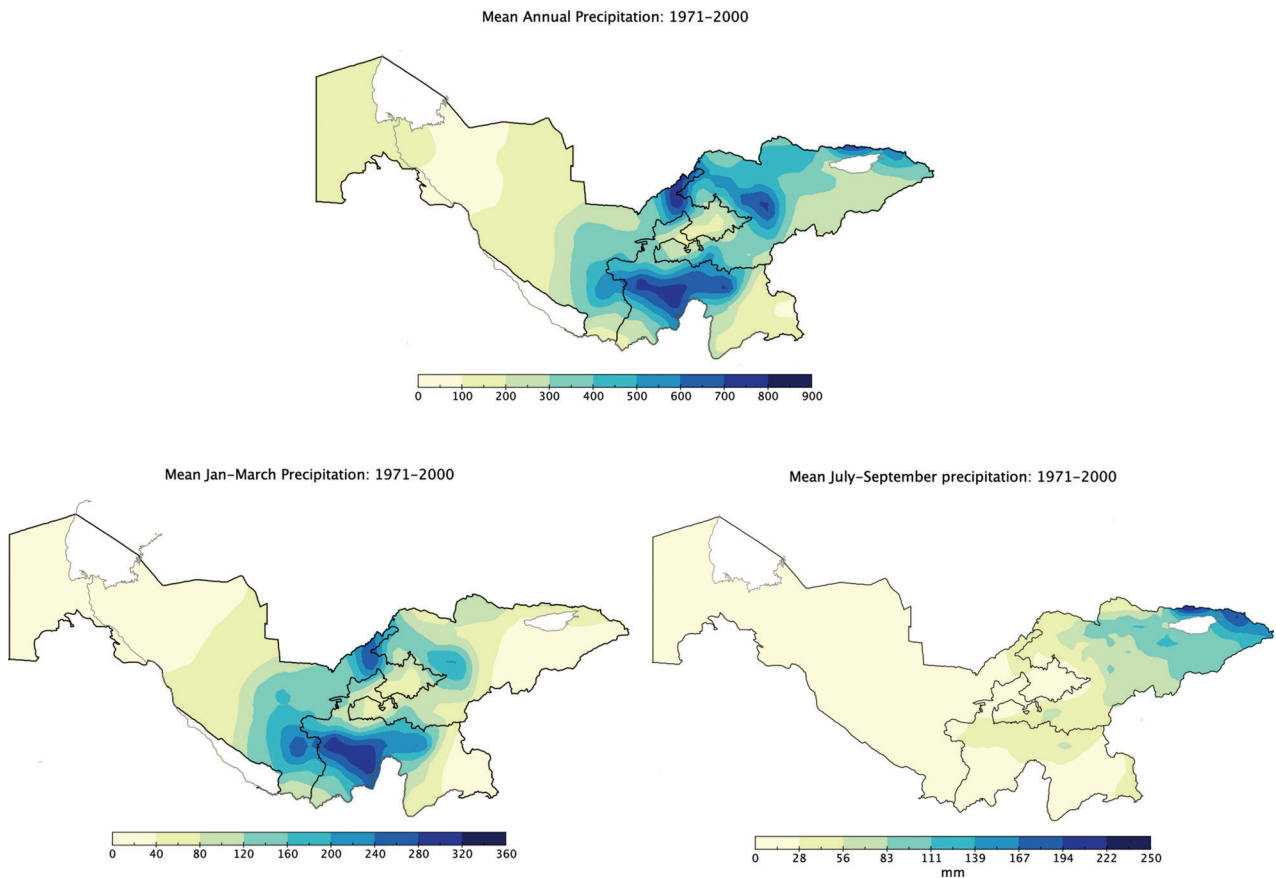 Mean Annual Precipitation: 1971–2000
0 100 200 300 400 500 600 700 800 900
Mean Jan–March Precipitation: 1971–2000
Mean July–September precipitation: 1971–2000
0 40 80 120 160 200 240 280 320 360
0 28 56 83 111 139 167 194 222 250
mm